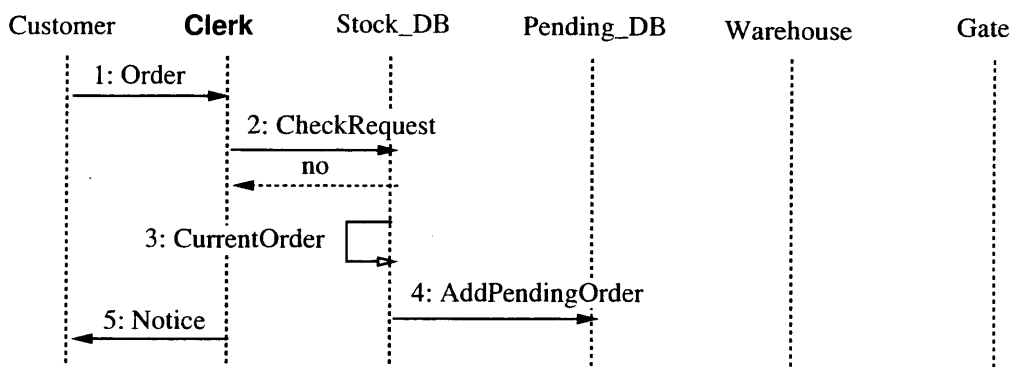 Customer Clerk Stock_DB Pending_DB Warehouse Gate
1: Order
2: CheckRequest
no
3: CurrentOrder
4: AddPendingOrder
5: Notice